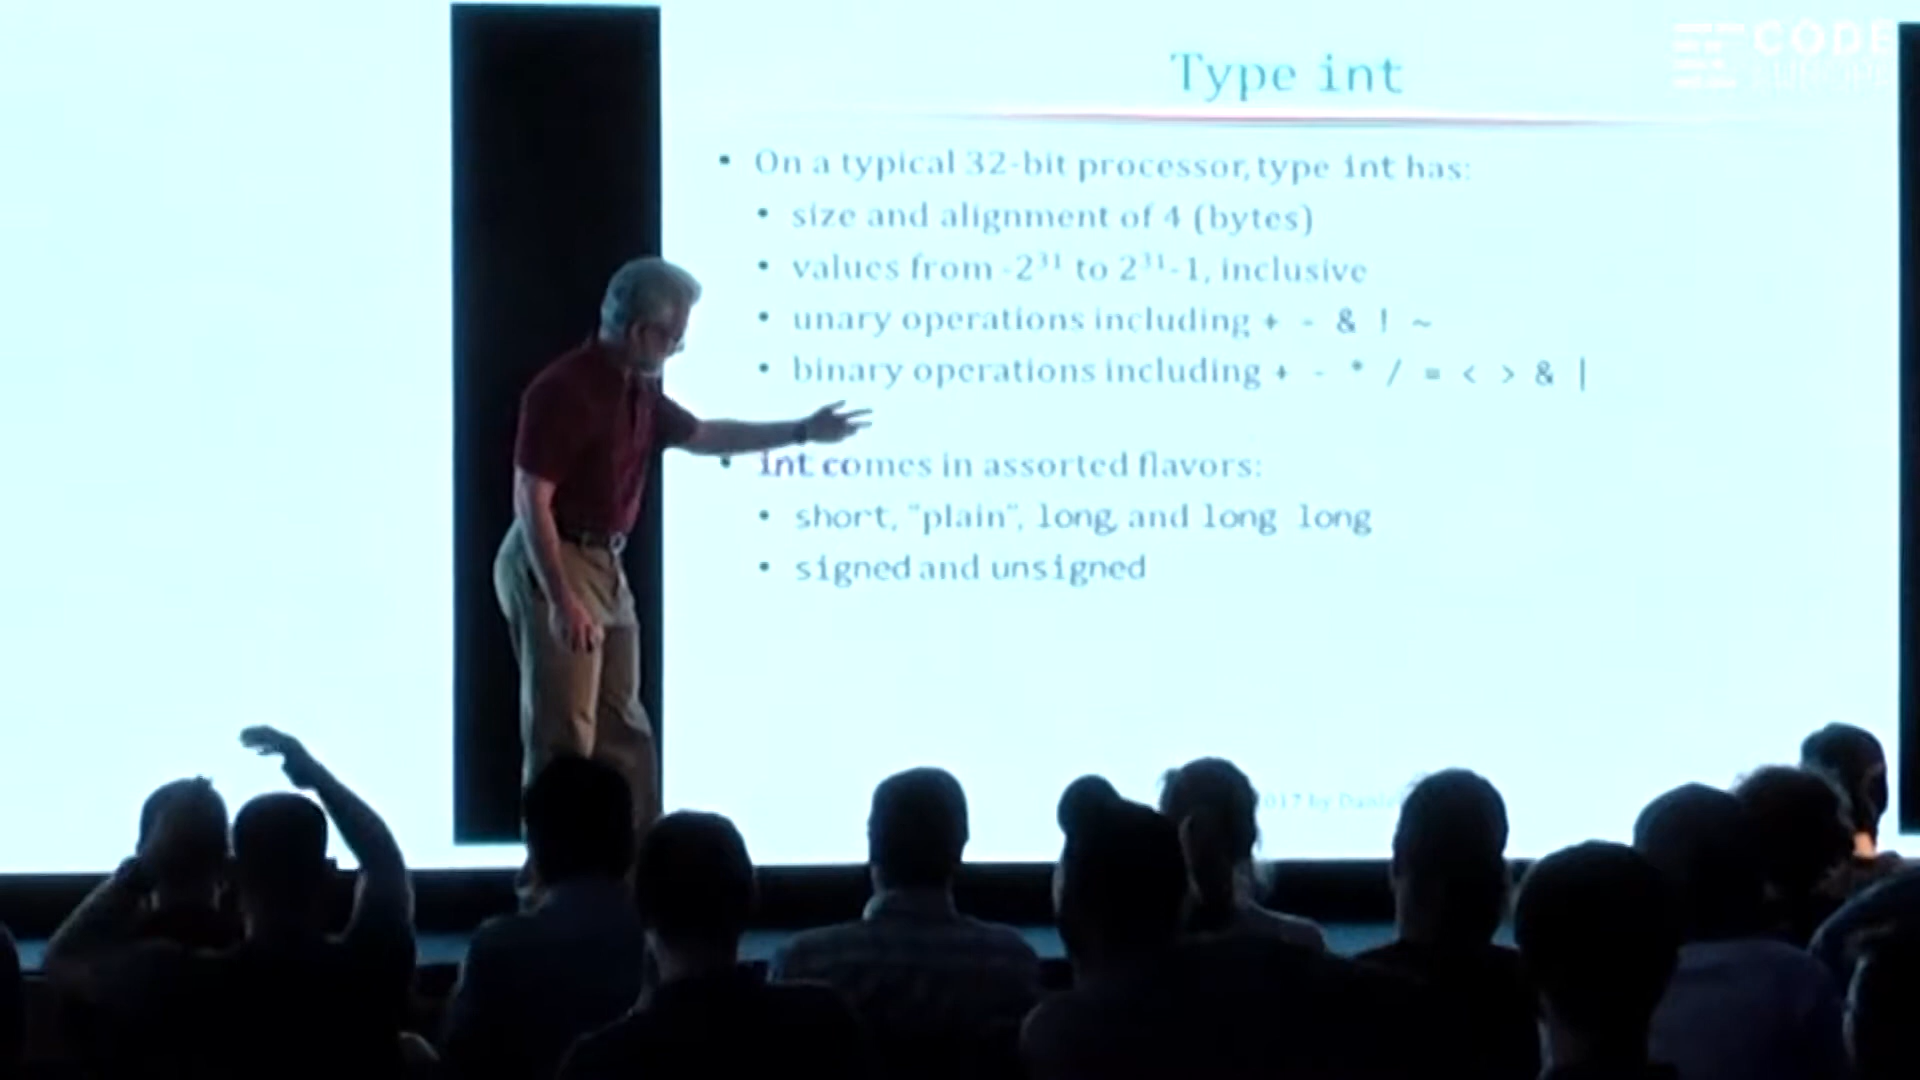 CODE
Type int
• On a typical 32-bit processor, type int has:
• size and alignment of 4 (bytes)
• values from -2³¹ to 2³¹-1, inclusive
• unary operations including + - & ! ~
• binary operations including + - * / = < > & |
• int comes in assorted flavors:
• short, "plain", long, and long long
• signed and unsigned
2017 by